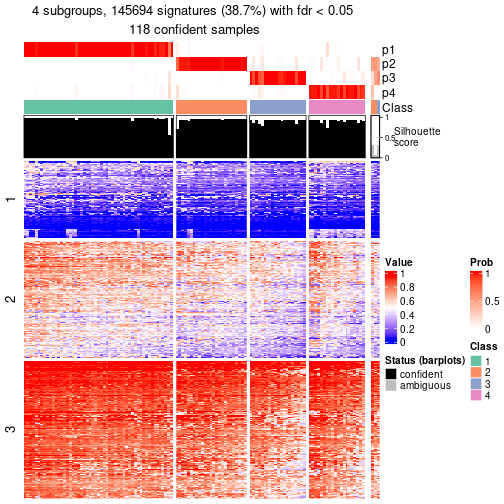 4 subgroups, 145694 signatures (38.7%) with fdr < 0.05
118 confident samples
p1
p2
p3
p4
Class
1
0.5
0
Silhouette
score
1
2
3
Value
1
0.8
0.6
0.4
0.2
0
Status (barplots)
confident
ambiguous
Prob
1
0.5
0
Class
1
2
3
4